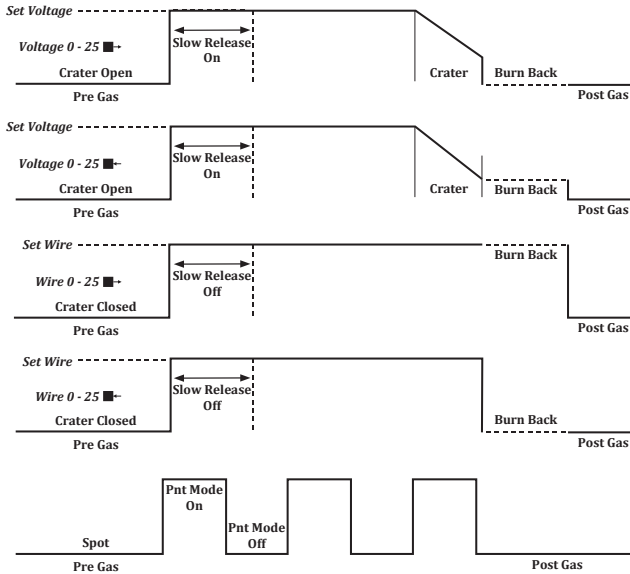 Set Voltage
Voltage 0 - 25
Slow Release
On
Crater Open
Crater
Burn Back
Pre Gas
Post Gas
Set Voltage
Voltage 0 - 25
Slow Release
On
Crater Open
Crater
Burn Back
Pre Gas
Post Gas
Set Wire
Burn Back
Wire 0 - 25
Slow Release
Off
Crater Closed
Pre Gas
Post Gas
Set Wire
Wire 0 - 25
Slow Release
Off
Crater Closed
Burn Back
Pre Gas
Post Gas
Pnt Mode
On
Pnt Mode
Off
Spot
Pre Gas
Post Gas